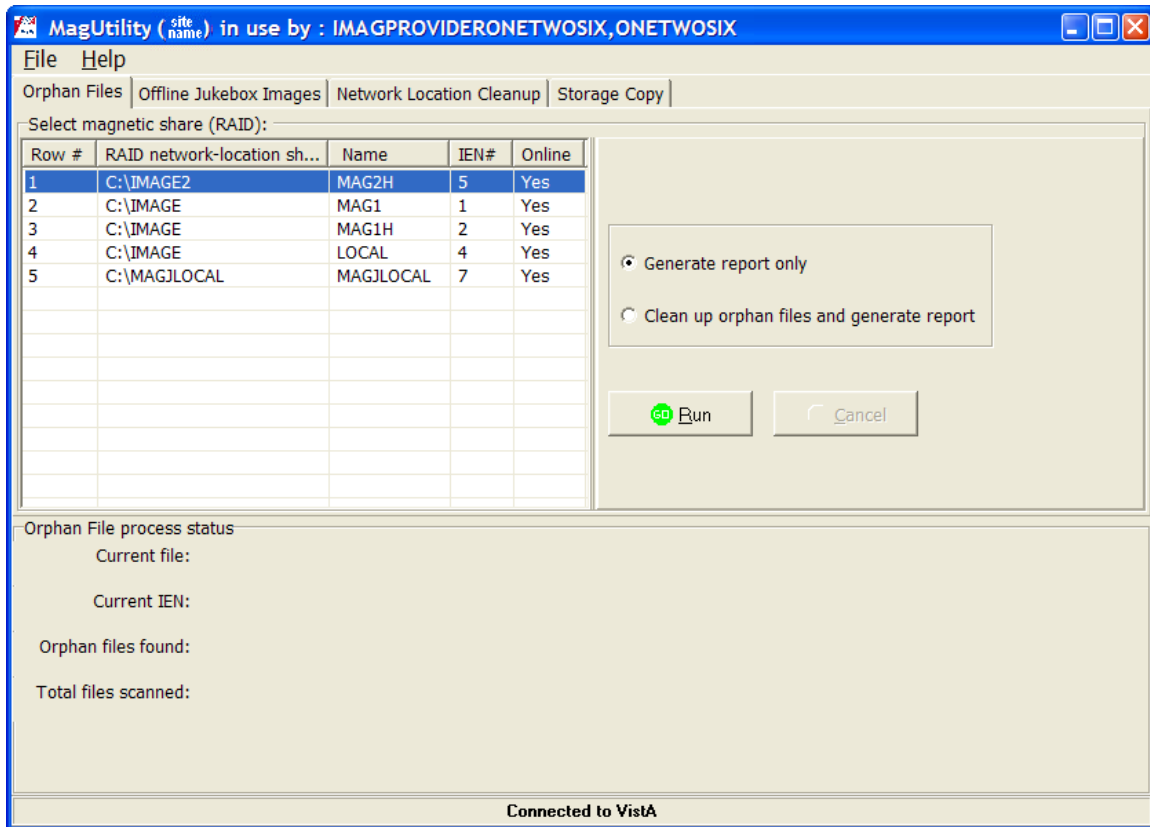 MagUtility (site name) in use by : IMAGPROVIDERONETWOSIX,ONETWOSIX
File Help
Orphan Files Offline Jukebox Images Network Location Cleanup Storage Copy
Select magnetic share (RAID):
Row # RAID network-location sh... Name IEN# Online
1 C:\IMAGE2 MAG2H 5 Yes
2 C:\IMAGE MAG1 1 Yes
3 C:\IMAGE MAG1H 2 Yes
4 C:\IMAGE LOCAL 4 Yes
5 C:\MAGJLOCAL MAGJLOCAL 7 Yes
Generate report only
Clean up orphan files and generate report
GO Run Cancel
Orphan File process status
Current file:
Current IEN:
Orphan files found:
Total files scanned:
Connected to VistA